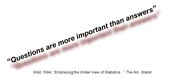 "Questions are more important than answers"
Wild, 1994, "Embracing the Wider View of Statistics ," The Am. Statist